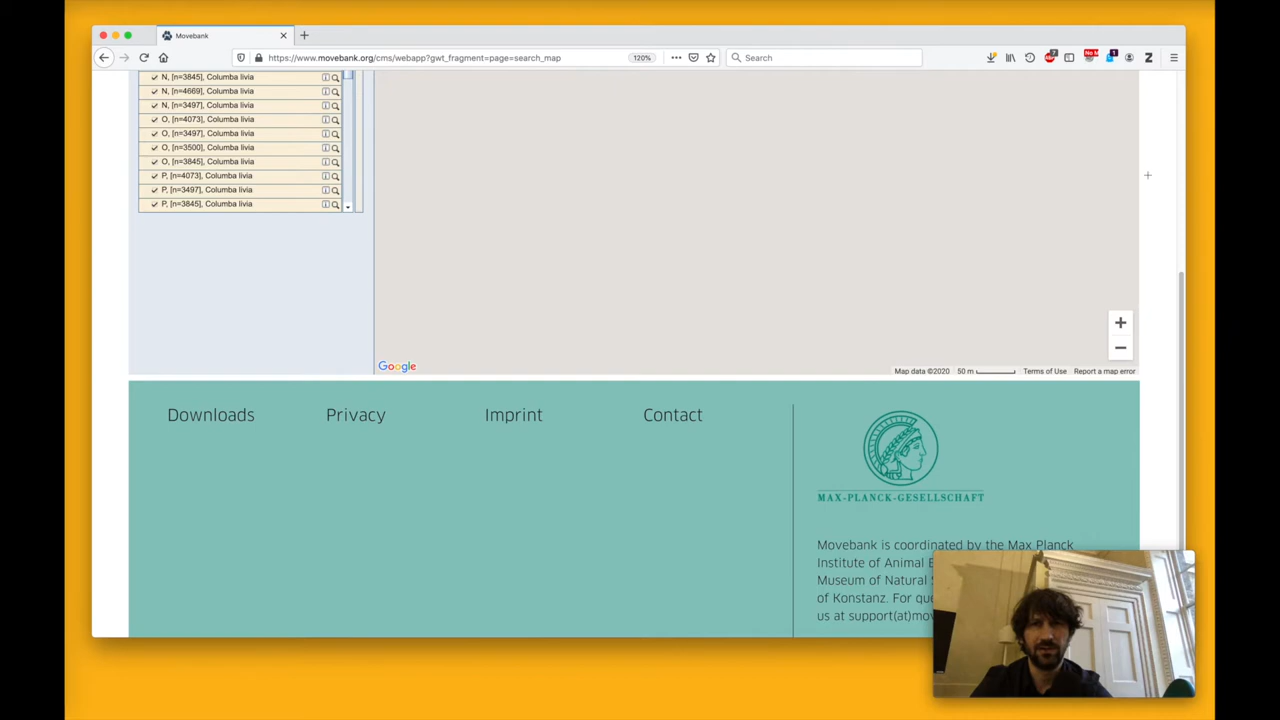 Movebank
https://www.movebank.org/cms/webapp?gwt_fragment=page=search_map
120%
Search
7
No M
1
N, [n=3845], Columba livia
N, [n=4669], Columba livia
N, [n=3497], Columba livia
O, [n=4073], Columba livia
O, [n=3497], Columba livia
O, [n=3500], Columba livia
O, [n=3845], Columba livia
P, [n=4073], Columba livia
P, [n=3497], Columba livia
P, [n=3845], Columba livia
Google
Map data ©2020
50 m
Terms of Use
Report a map error
Downloads
Privacy
Imprint
Contact
MAX-PLANCK-GESELLSCHAFT
Movebank is coordinated by the Max Planck
Institute of Animal
Museum of Natural
of Konstanz. For
us at